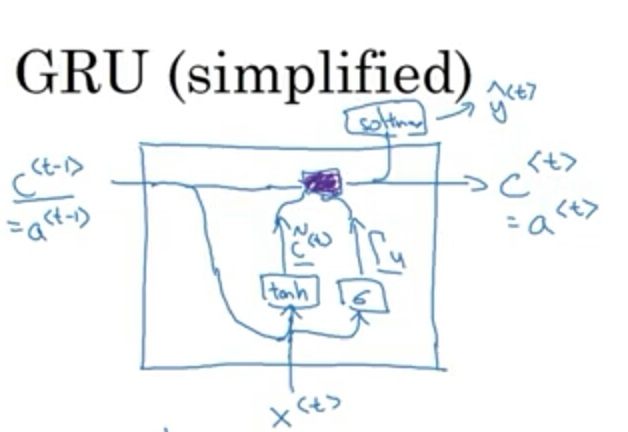 GRU (simplified)
softmax
ŷ<t>
c<t-1>
= a<t-1>
c<t>
= a<t>
c̃<t>
Γu
tanh
σ
x<t>